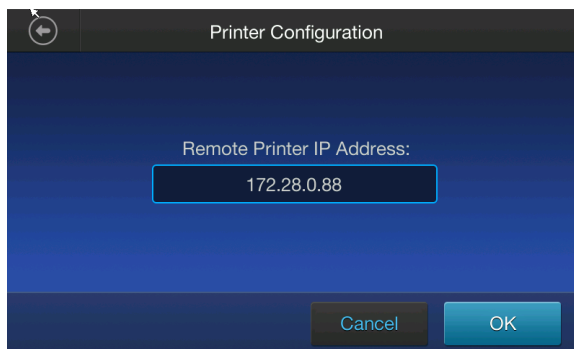 Printer Configuration
Remote Printer IP Address:
172.28.0.88
Cancel
OK